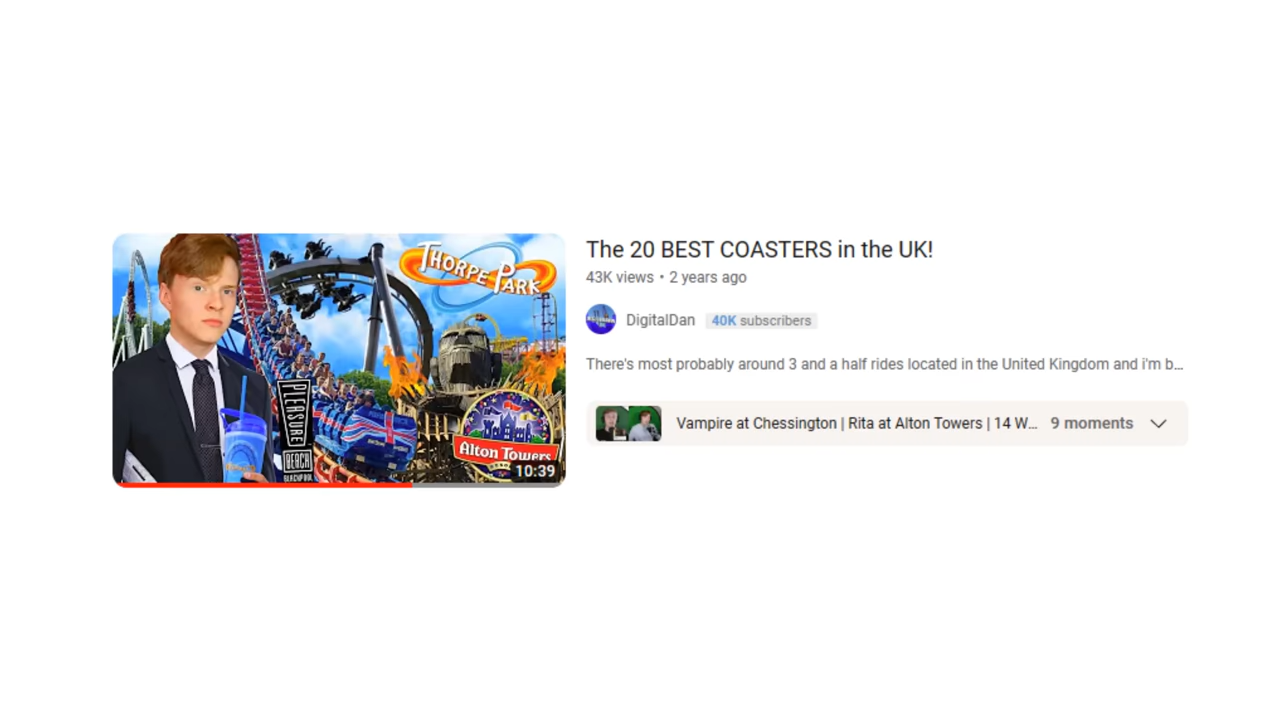 THORPE PARK
PLEASURE
BEACH
BLACKPOOL
Alton Towers
10:39
The 20 BEST COASTERS in the UK!
43K views • 2 years ago
DigitalDan 40K subscribers
There's most probably around 3 and a half rides located in the United Kingdom and i'm b...
Vampire at Chessington | Rita at Alton Towers | 14 W... 9 moments